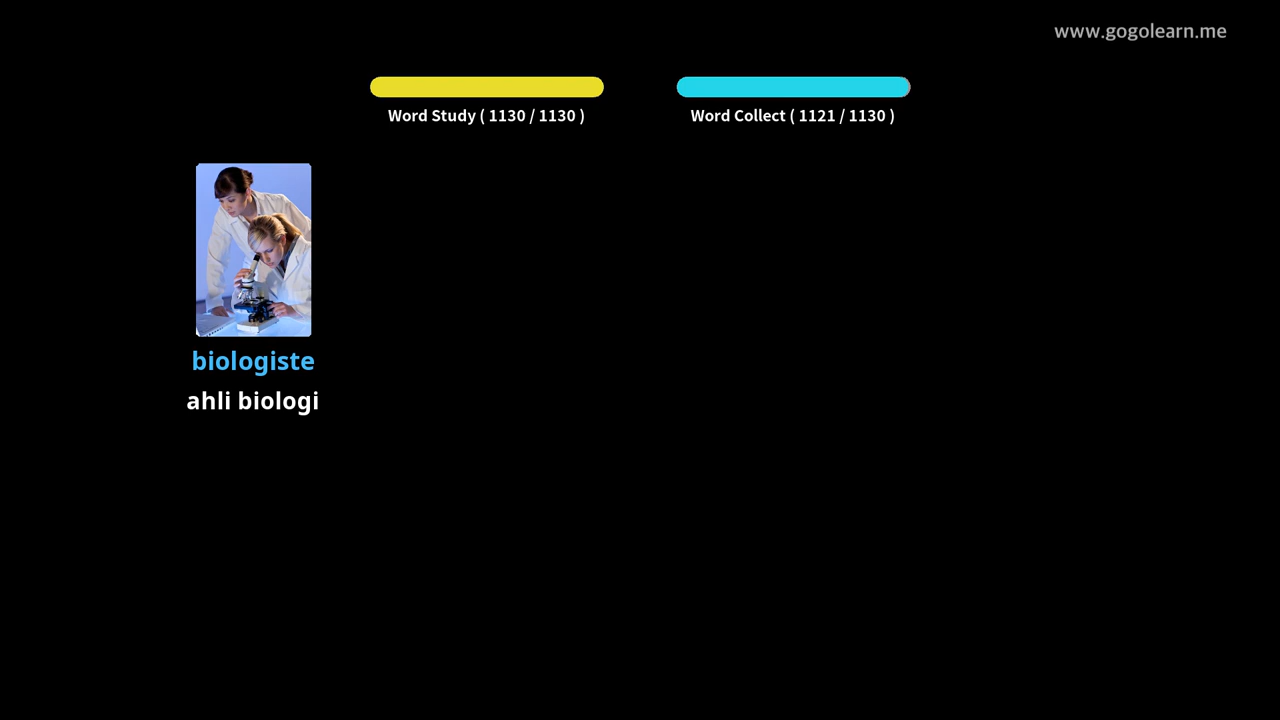 www.gogolearn.me
Word Study ( 1130 / 1130 )
Word Collect ( 1121 / 1130 )
biologiste
ahli biologi